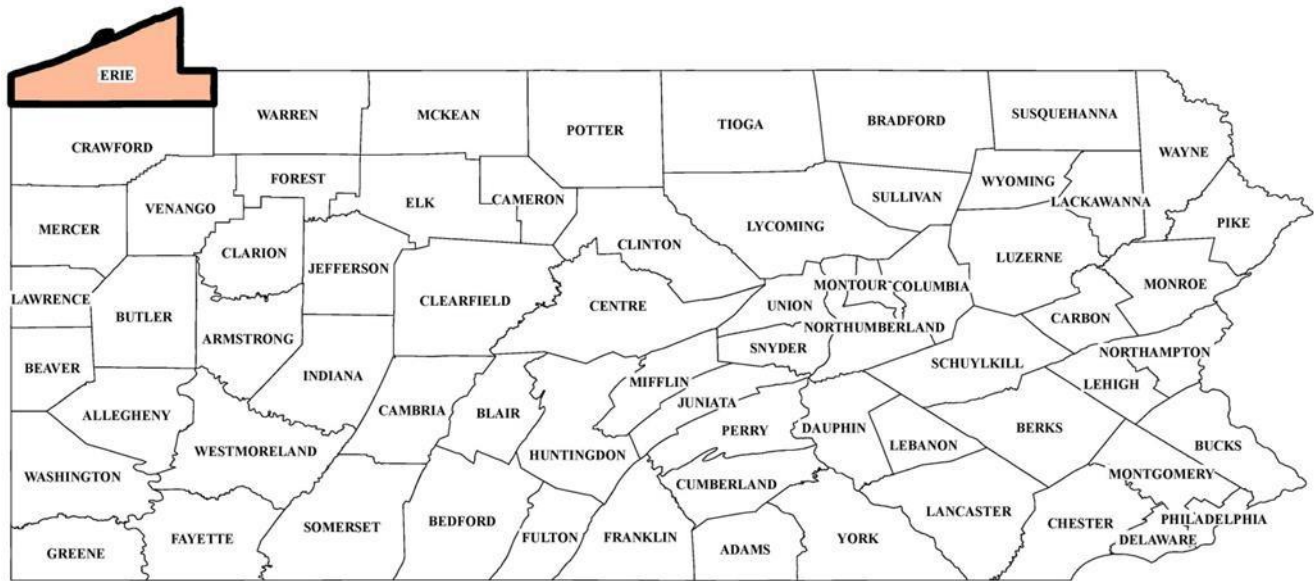 ERIE
WARREN
MCKEAN
POTTER
TIOGA
BRADFORD
SUSQUEHANNA
CRAWFORD
WAYNE
FOREST
WYOMING
ELK
CAMERON
SULLIVAN
LACKAWANNA
VENANGO
MERCER
LYCOMING
PIKE
CLINTON
CLARION
LUZERNE
JEFFERSON
MONROE
LAWRENCE
CLEARFIELD
CENTRE
UNION
MONTOUR
COLUMBIA
BUTLER
CARBON
NORTHUMBERLAND
ARMSTRONG
SNYDER
NORTHAMPTON
SCHUYLKILL
BEAVER
INDIANA
MIFFLIN
LEHIGH
JUNIATA
ALLEGHENY
CAMBRIA
BLAIR
PERRY
DAUPHIN
BERKS
LEBANON
BUCKS
WESTMORELAND
HUNTINGDON
WASHINGTON
MONTGOMERY
CUMBERLAND
LANCASTER
PHILADELPHIA
SOMERSET
BEDFORD
CHESTER
FAYETTE
FULTON
FRANKLIN
YORK
DELAWARE
ADAMS
GREENE